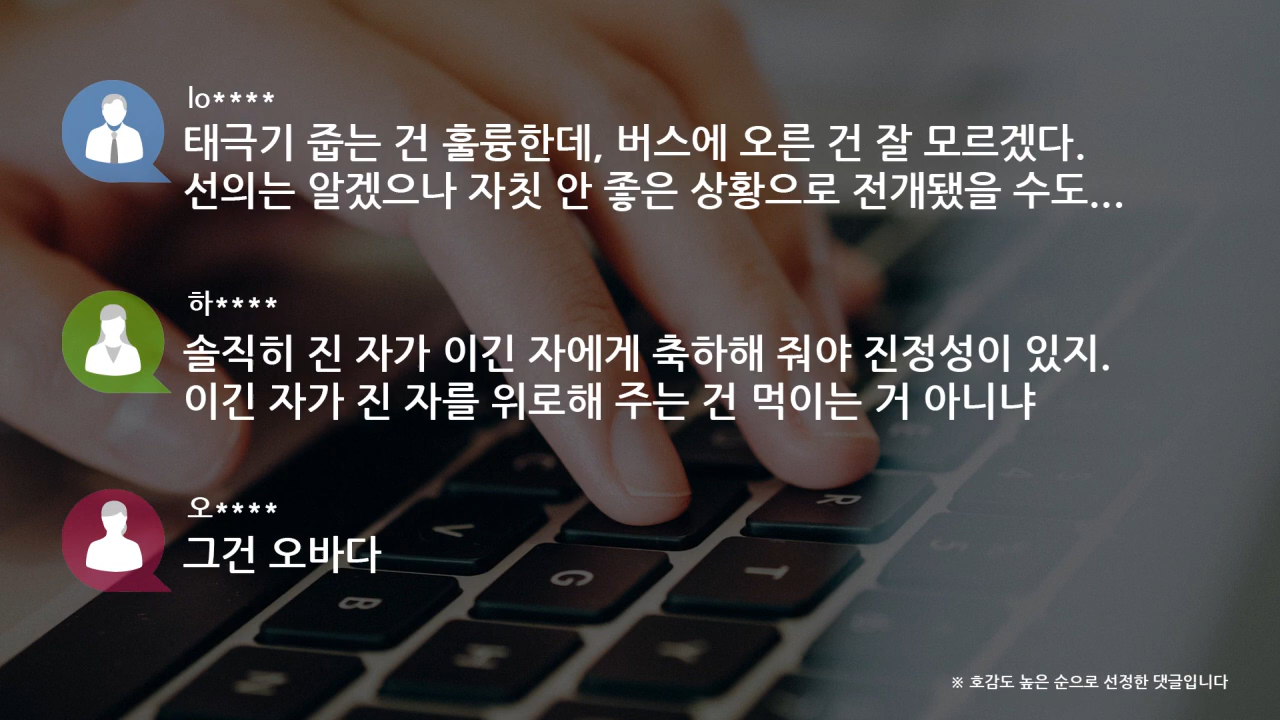 lo****
태극기 줍는 건 훌륭한데, 버스에 오른 건 잘 모르겠다.
선의는 알겠으나 자칫 안 좋은 상황으로 전개됐을 수도...
하****
솔직히 진 자가 이긴 자에게 축하해 줘야 진정성이 있지.
이긴 자가 진 자를 위로해 주는 건 먹이는 거 아니냐
오****
그건 오바다
C
R
V
G
T
B
H
Y
N
※ 호감도 높은 순으로 선정한 댓글입니다